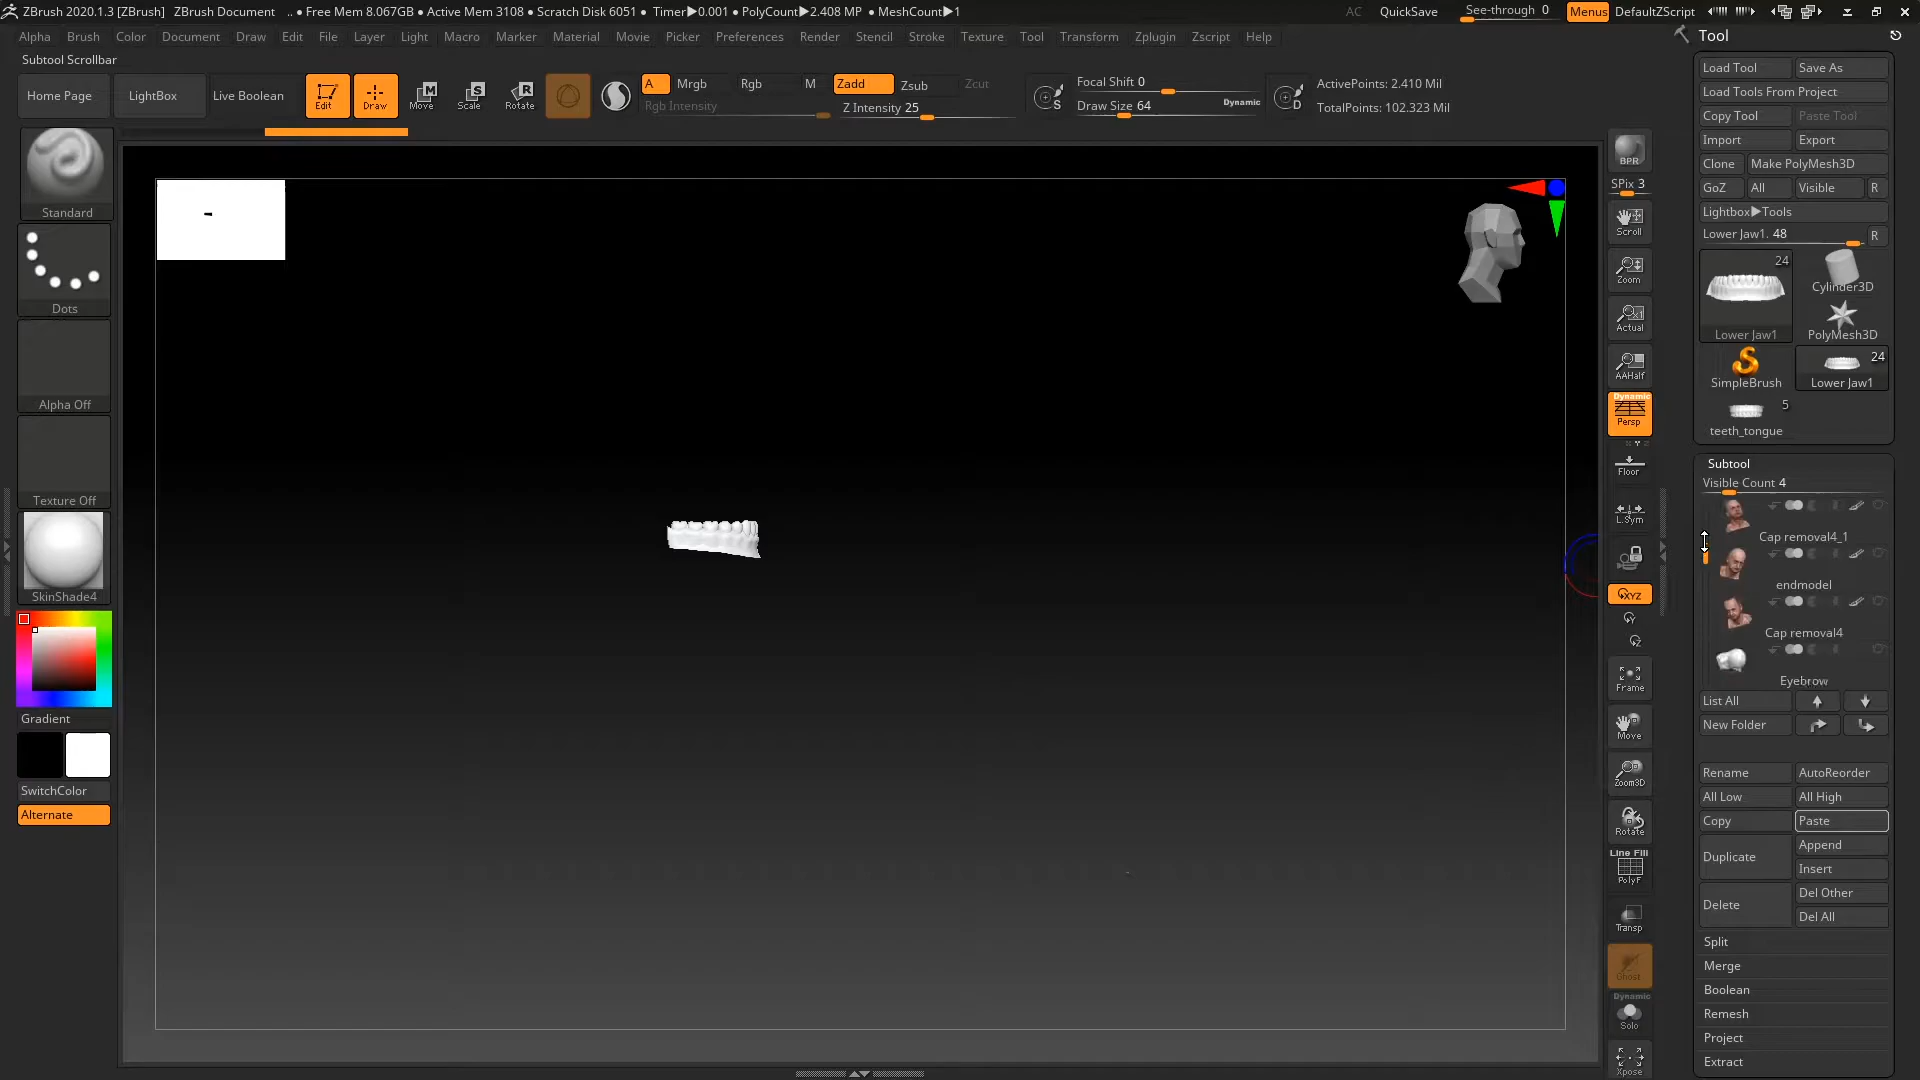 ZBrush 2020.1.3 [ZBrush] ZBrush Document .. • Free Mem 8.067GB • Active Mem 3108 • Scratch Disk 6051 • Timer▶0.001 • PolyCount▶2.408 MP • MeshCount▶1 AC QuickSave See-through 0 Menus DefaultZScript
Alpha Brush Color Document Draw Edit File Layer Light Macro Marker Material Movie Picker Preferences Render Stencil Stroke Texture Tool Transform Zplugin Zscript Help
Subtool Scrollbar
Home Page LightBox Live Boolean Edit Draw Move Scale Rotate
M S R
A Mrgb Rgb M Zadd Zsub Zcut
Rgb Intensity Z Intensity 25
S Focal Shift 0
Draw Size 64 Dynamic
D ActivePoints: 2.410 Mil
TotalPoints: 102.323 Mil
Standard
Dots
Alpha Off
Texture Off
SkinShade4
Gradient
SwitchColor
Alternate
BPR
SPix 3
Scroll
Zoom
Actual
AAHalf
Dynamic
Persp
Floor
L.Sym
XYZ
Y
Z
Frame
Move
Zoom3D
Rotate
Line Fill
PolyF
Transp
Ghost
Dynamic
Solo
Xpose
Tool
Load Tool Save As
Load Tools From Project
Copy Tool Paste Tool
Import Export
Clone Make PolyMesh3D
GoZ All Visible R
Lightbox▶Tools
Lower Jaw1. 48 R
24
Cylinder3D
Lower Jaw1 PolyMesh3D
24
SimpleBrush Lower Jaw1
5
teeth_tongue
Subtool
Visible Count 4
Cap removal4_1
endmodel
Cap removal4
Eyebrow
List All
New Folder
Rename AutoReorder
All Low All High
Copy Paste
Duplicate Append
Insert
Delete Del Other
Del All
Split
Merge
Boolean
Remesh
Project
Extract